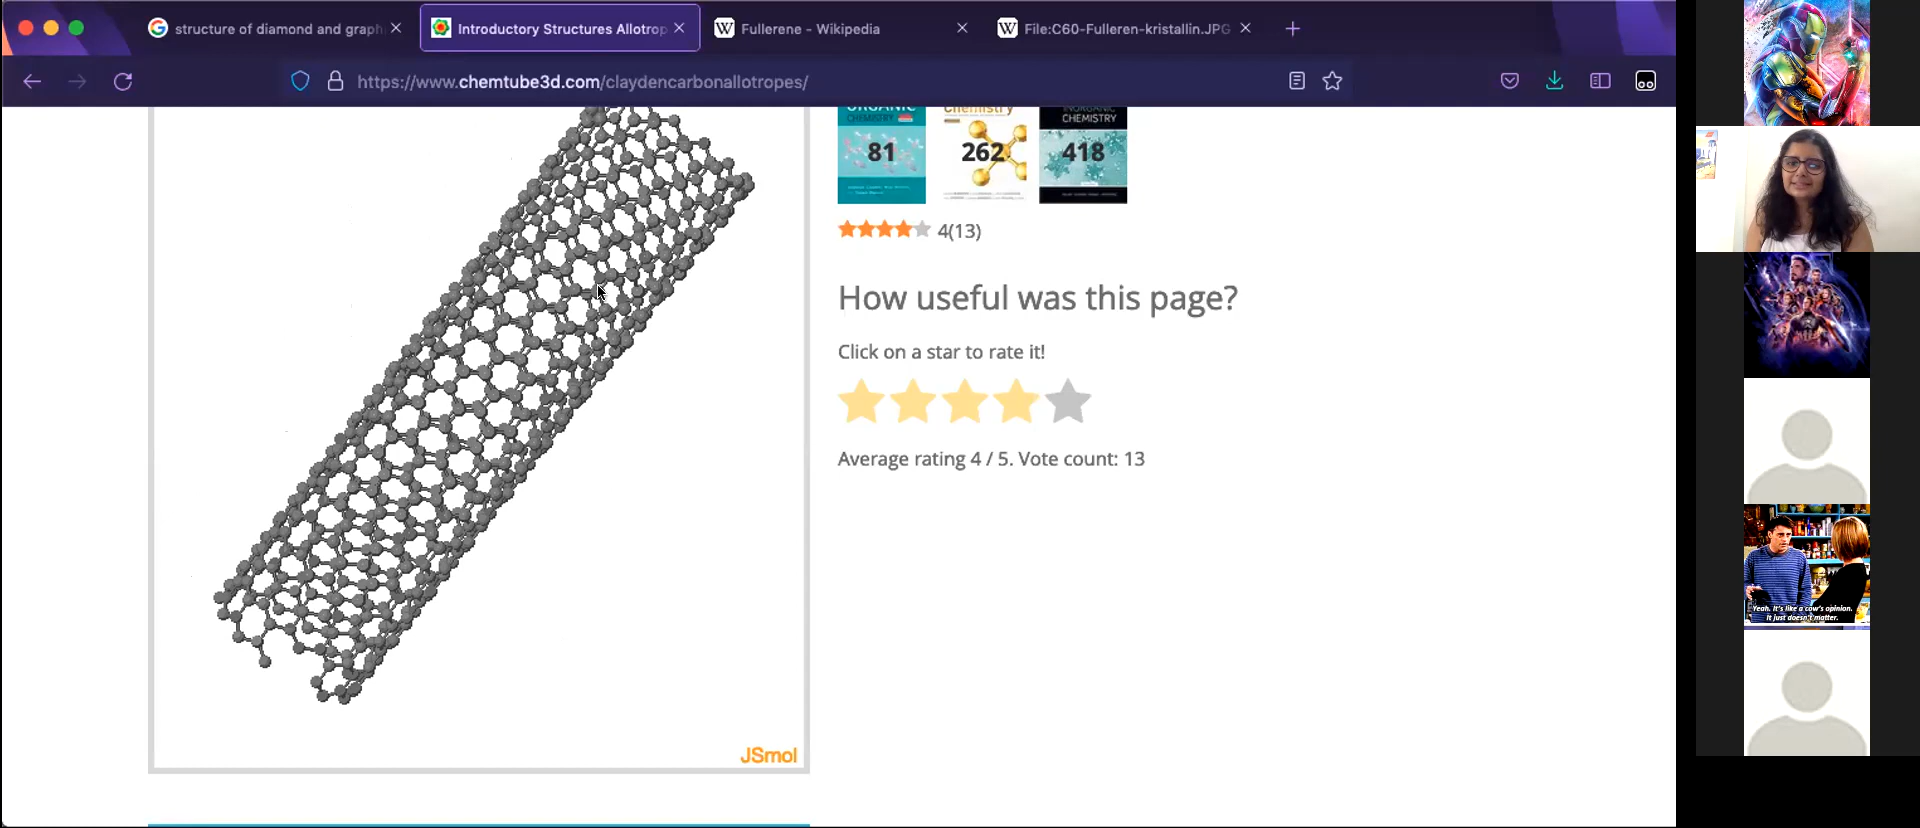 structure of diamond and graph
Introductory Structures Allotrop
Fullerene - Wikipedia
File:C60-Fulleren-kristallin.JPG
https://www.chemtube3d.com/claydencarbonallotropes/
ORGANIC
CHEMISTRY
81
chemistry
262
INORGANIC
CHEMISTRY
418
4(13)
How useful was this page?
Click on a star to rate it!
Average rating 4 / 5. Vote count: 13
JSmol
Yeah. It's like a cow's opinion.
It just doesn't matter.